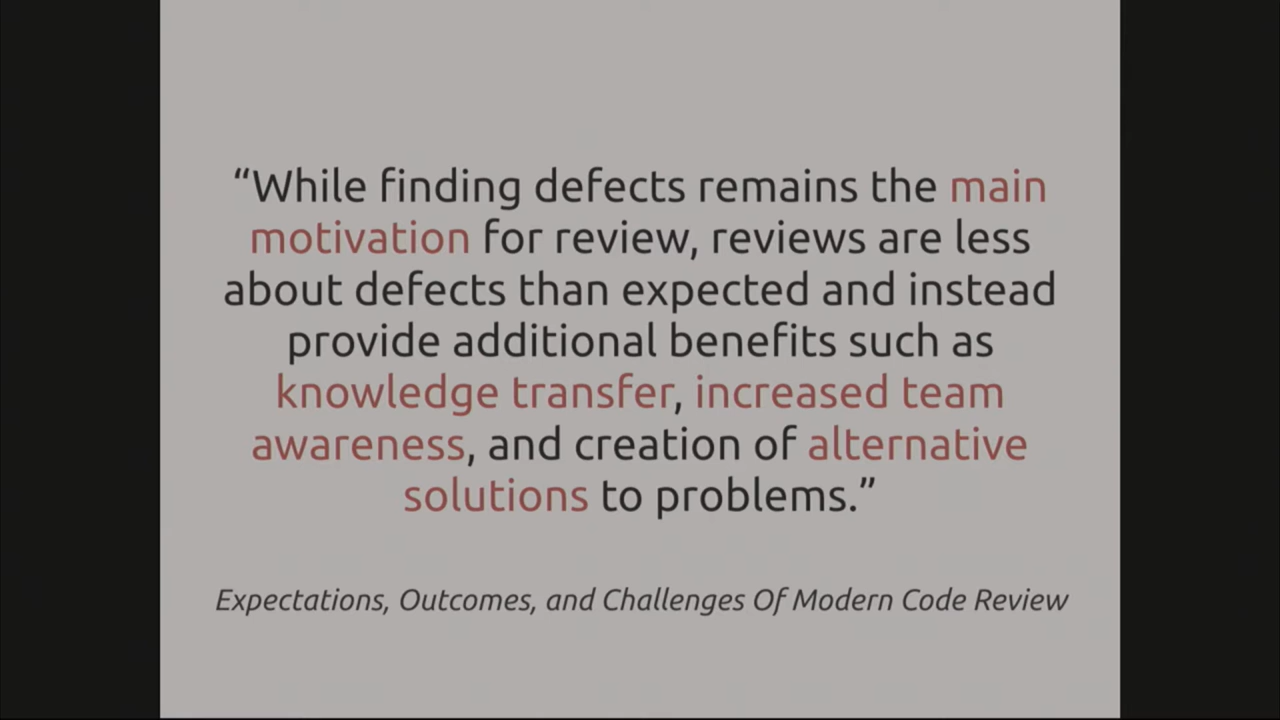 “While finding defects remains the main
motivation for review, reviews are less
about defects than expected and instead
provide additional benefits such as
knowledge transfer, increased team
awareness, and creation of alternative
solutions to problems.”
Expectations, Outcomes, and Challenges Of Modern Code Review